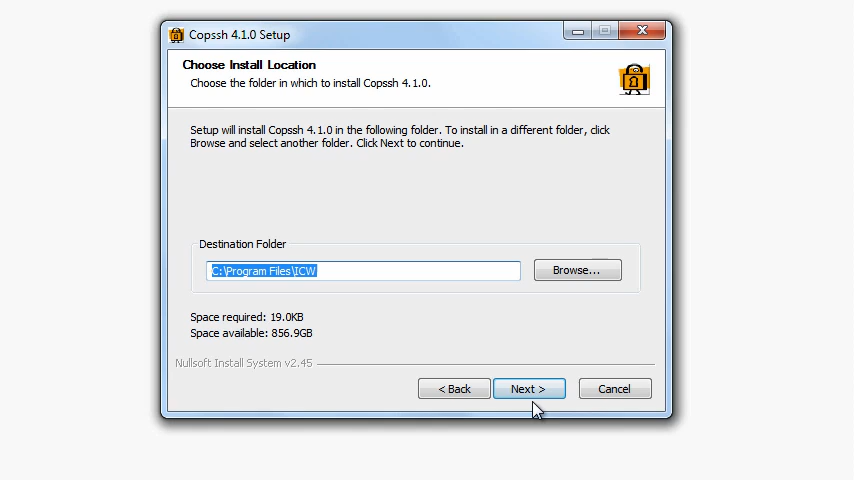 Copssh 4.1.0 Setup
Choose Install Location
Choose the folder in which to install Copssh 4.1.0.
Setup will install Copssh 4.1.0 in the following folder. To install in a different folder, click
Browse and select another folder. Click Next to continue.
Destination Folder
C:\Program Files\ICW
Browse...
Space required: 19.0KB
Space available: 856.9GB
Nullsoft Install System v2.45
< Back
Next >
Cancel